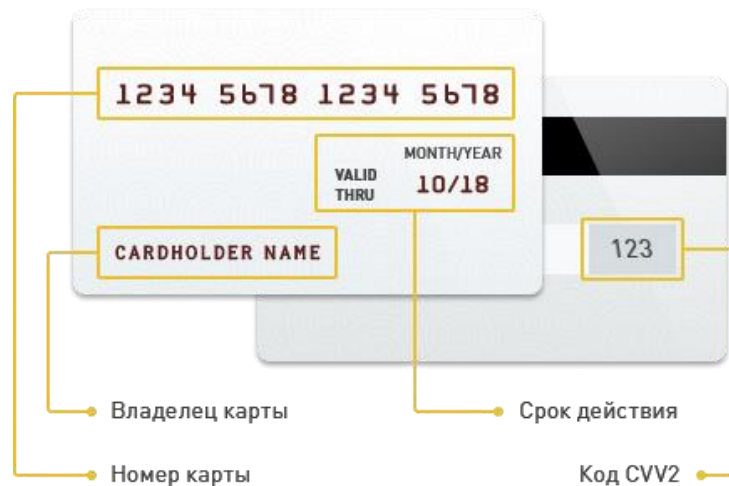 1234 5678 1234 5678
MONTH/YEAR
VALID
THRU
10/18
CARDHOLDER NAME
123
Владелец карты
Срок действия
Номер карты
Код CVV2